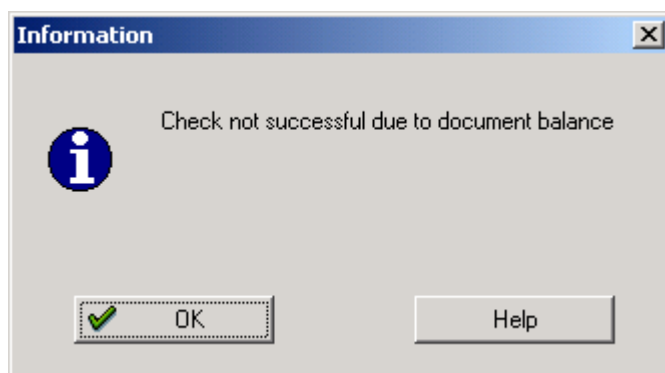 Information
Check not successful due to document balance
OK
Help